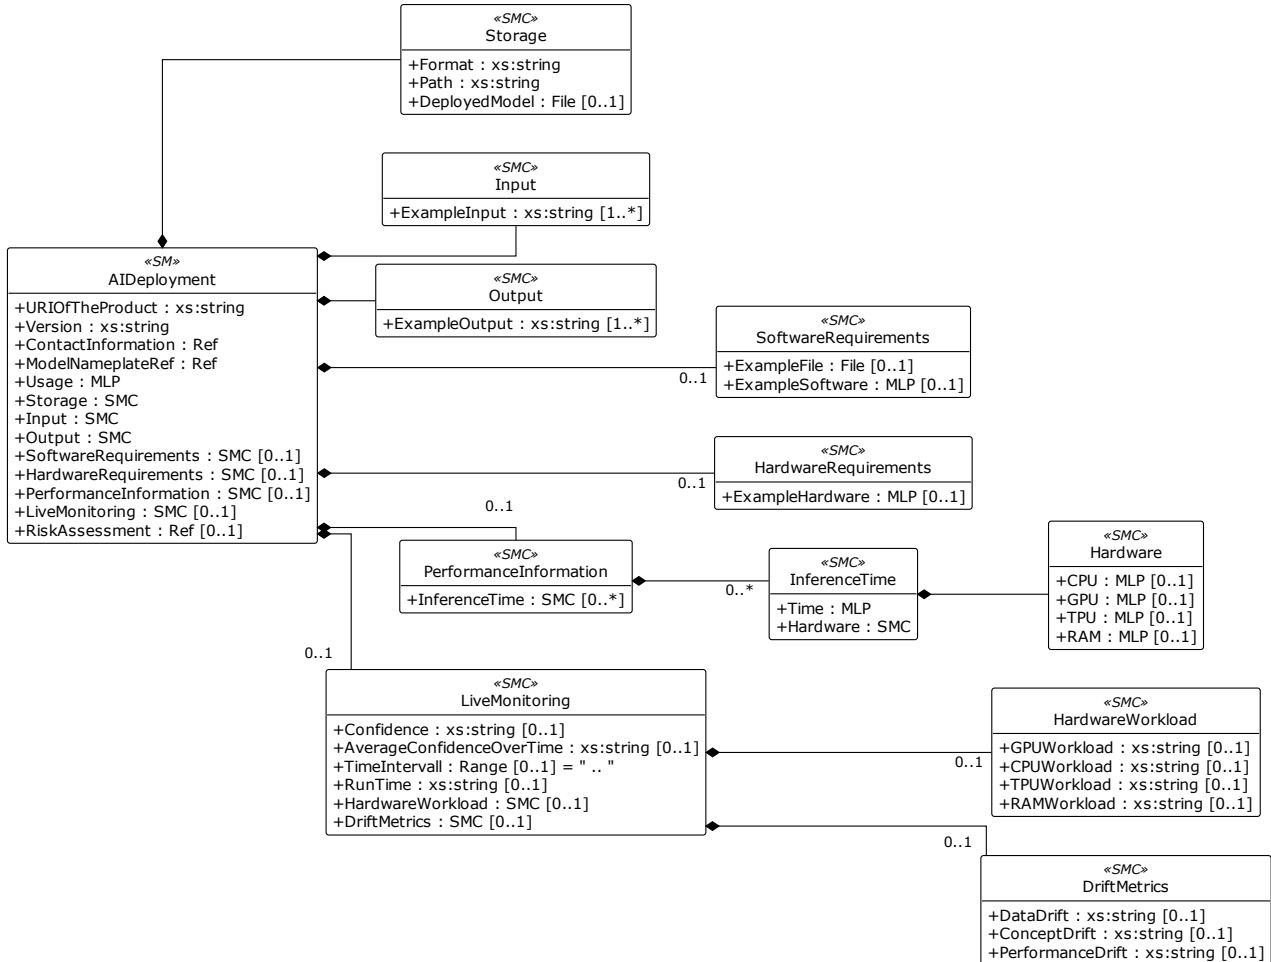 «SMC»
Storage
+Format : xs:string
+Path : xs:string
+DeployedModel : File [0..1]
«SMC»
Input
+ExampleInput : xs:string [1..*]
«SM»
AIDeployment
+URIOfTheProduct : xs:string
+Version : xs:string
+ContactInformation : Ref
+ModelNameplateRef : Ref
+Usage : MLP
+Storage : SMC
+Input : SMC
+Output : SMC
+SoftwareRequirements : SMC [0..1]
+HardwareRequirements : SMC [0..1]
+PerformanceInformation : SMC [0..1]
+LiveMonitoring : SMC [0..1]
+RiskAssessment : Ref [0..1]
«SMC»
Output
+ExampleOutput : xs:string [1..*]
«SMC»
SoftwareRequirements
+ExampleFile : File [0..1]
+ExampleSoftware : MLP [0..1]
0..1
«SMC»
HardwareRequirements
+ExampleHardware : MLP [0..1]
0..1
0..1
«SMC»
PerformanceInformation
+InferenceTime : SMC [0..*]
0..*
«SMC»
InferenceTime
+Time : MLP
+Hardware : SMC
«SMC»
Hardware
+CPU : MLP [0..1]
+GPU : MLP [0..1]
+TPU : MLP [0..1]
+RAM : MLP [0..1]
0..1
«SMC»
LiveMonitoring
+Confidence : xs:string [0..1]
+AverageConfidenceOverTime : xs:string [0..1]
+TimeIntervall : Range [0..1] = " .. "
+RunTime : xs:string [0..1]
+HardwareWorkload : SMC [0..1]
+DriftMetrics : SMC [0..1]
0..1
«SMC»
HardwareWorkload
+GPUWorkload : xs:string [0..1]
+CPUWorkload : xs:string [0..1]
+TPUWorkload : xs:string [0..1]
+RAMWorkload : xs:string [0..1]
0..1
«SMC»
DriftMetrics
+DataDrift : xs:string [0..1]
+ConceptDrift : xs:string [0..1]
+PerformanceDrift : xs:string [0..1]